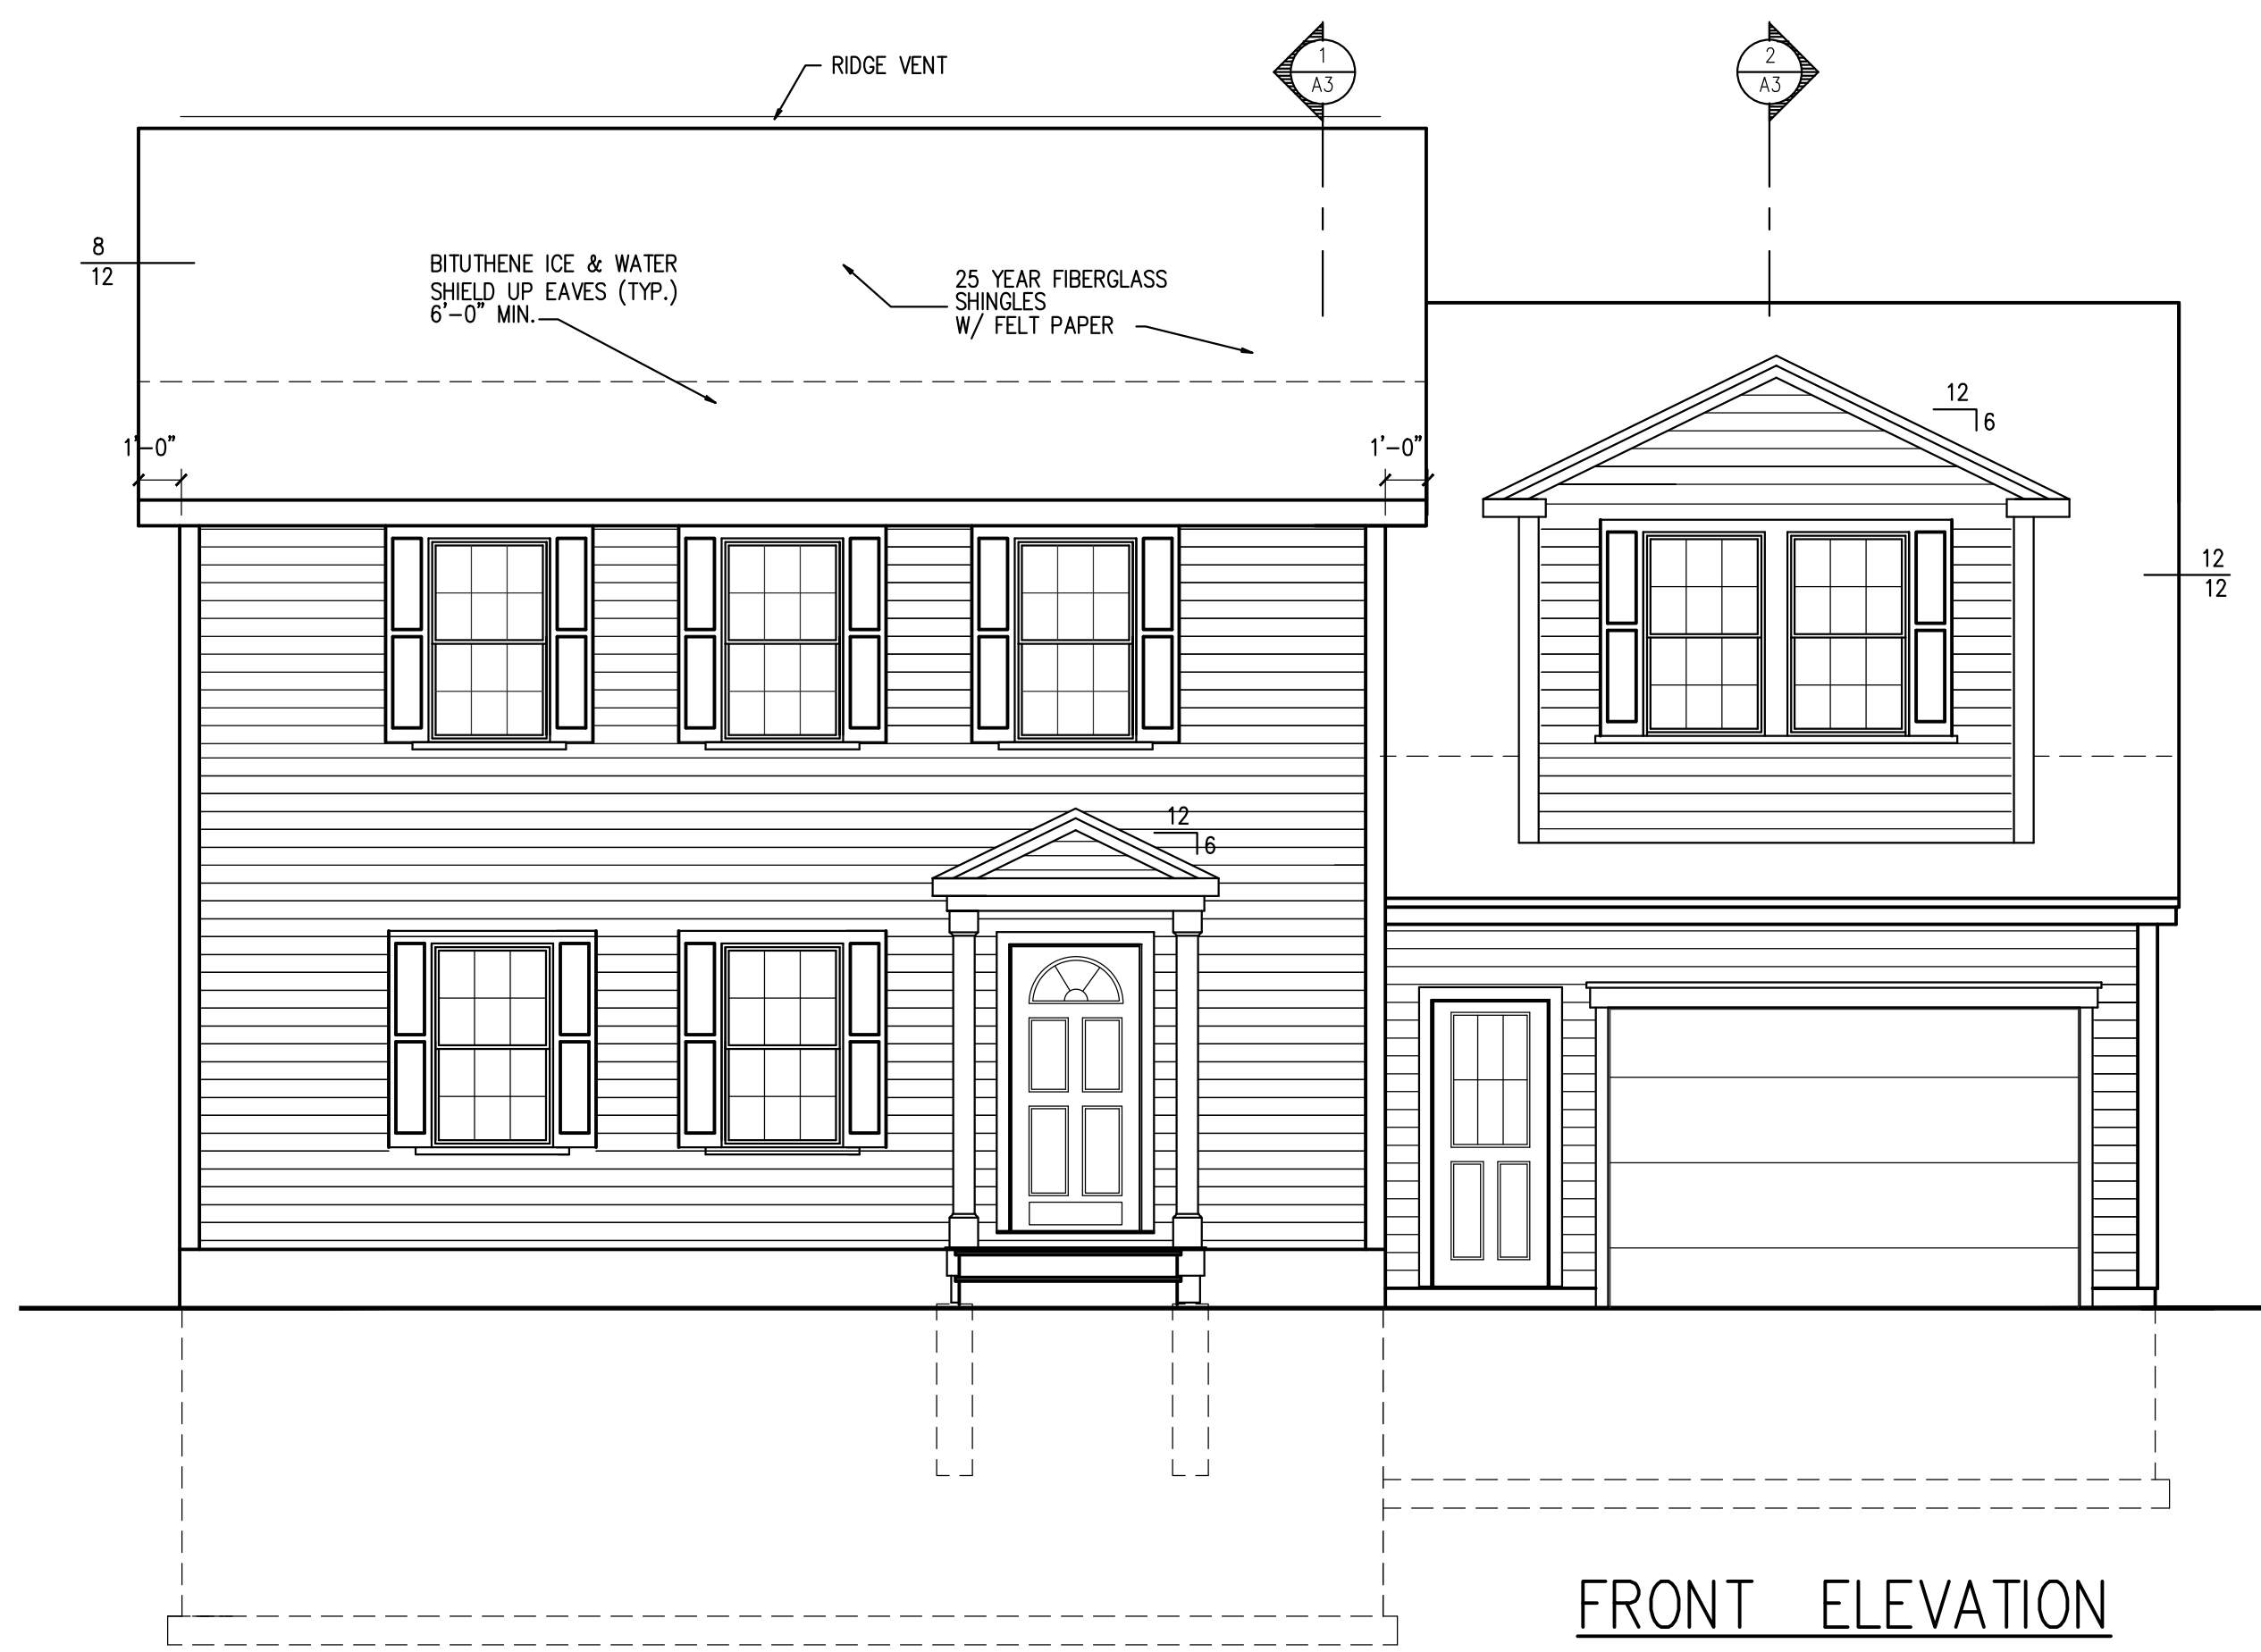 RIDGE VENT
1
A3
2
A3
8
12
BITUTHENE ICE & WATER
SHIELD UP EAVES (TYP.)
6'-0" MIN.
25 YEAR FIBERGLASS
SHINGLES
W/ FELT PAPER
12
6
1'-0"
1'-0"
12
12
12
6
FRONT ELEVATION